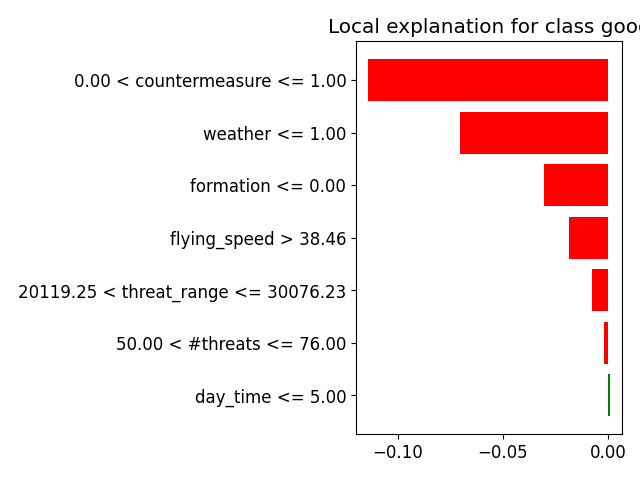 Local explanation for class good
0.00 < countermeasure <= 1.00
weather <= 1.00
formation <= 0.00
flying_speed > 38.46
20119.25 < threat_range <= 30076.23
50.00 < #threats <= 76.00
day_time <= 5.00
−0.10 −0.05 0.00